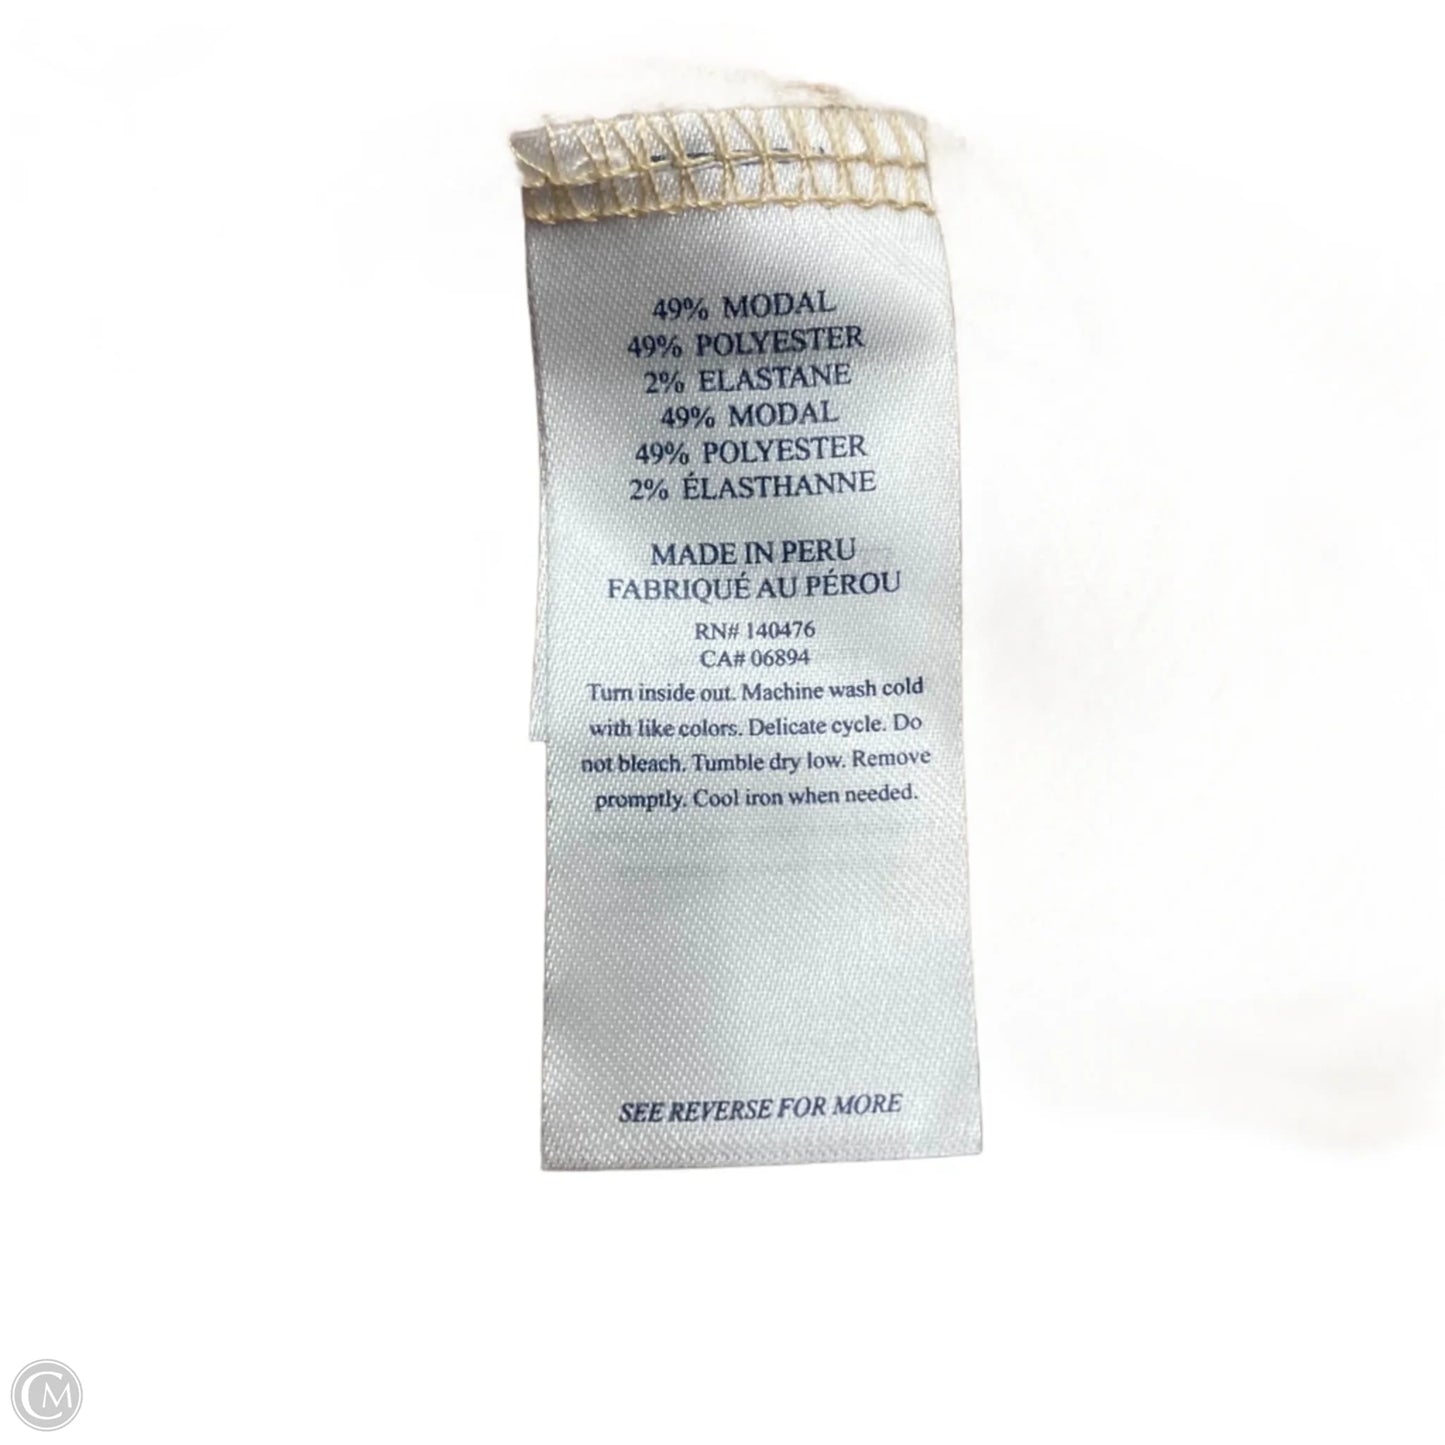 49% MODAL
49% POLYESTER
2% ELASTANE
49% MODAL
49% POLYESTER
2% ÉLASTHANNE
MADE IN PERU
FABRIQUÉ AU PÉROU
RN# 140476
CA# 06894
Turn inside out. Machine wash cold
with like colors. Delicate cycle. Do
not bleach. Tumble dry low. Remove
promptly. Cool iron when needed.
SEE REVERSE FOR MORE
CM